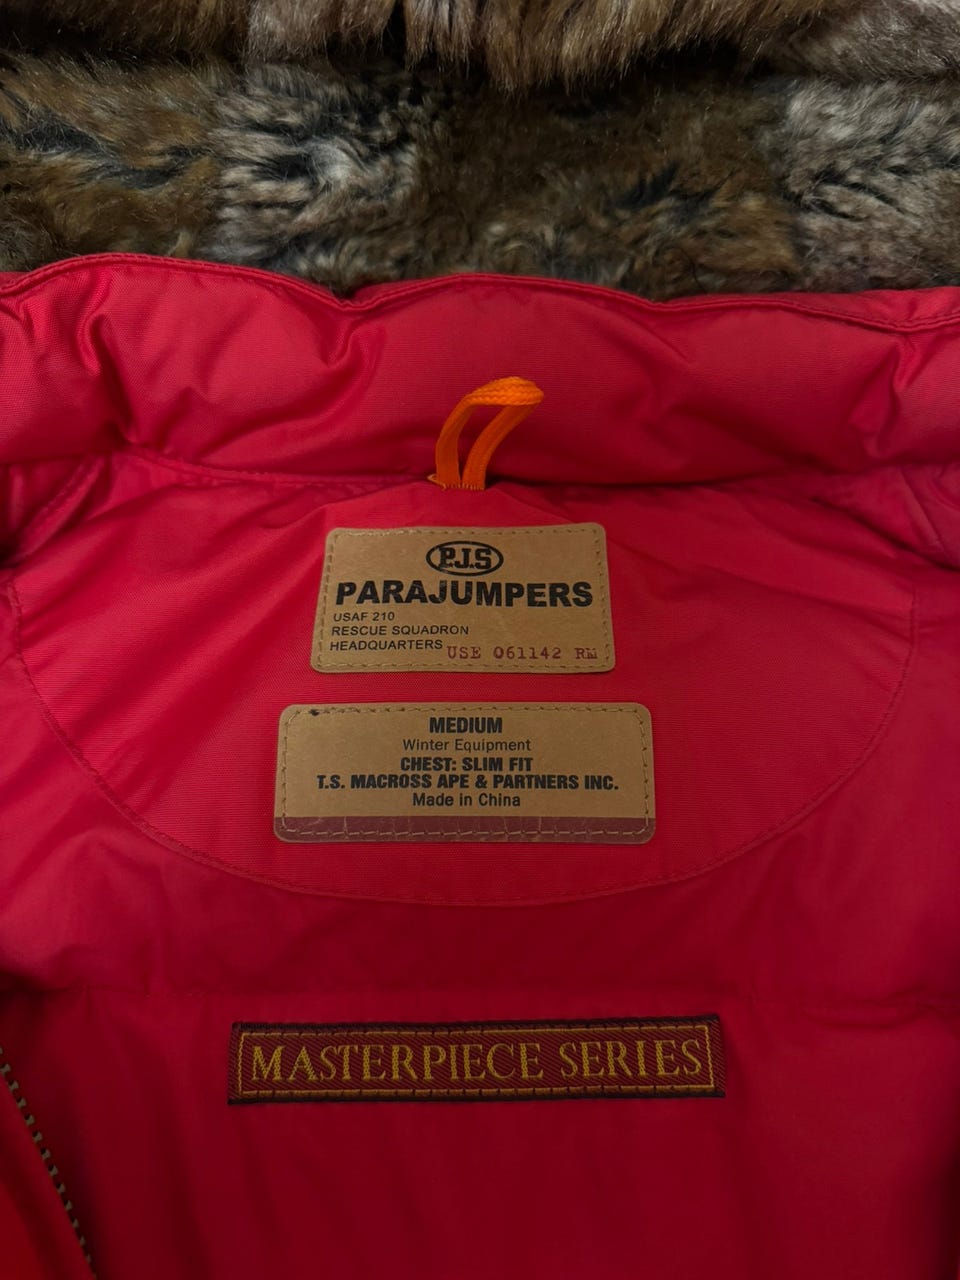 P.J.S
PARAJUMPERS
USAF 210
RESCUE SQUADRON
HEADQUARTERS USE 061142 RM
MEDIUM
Winter Equipment
CHEST: SLIM FIT
T.S. MACROSS APE & PARTNERS INC.
Made in China
MASTERPIECE SERIES